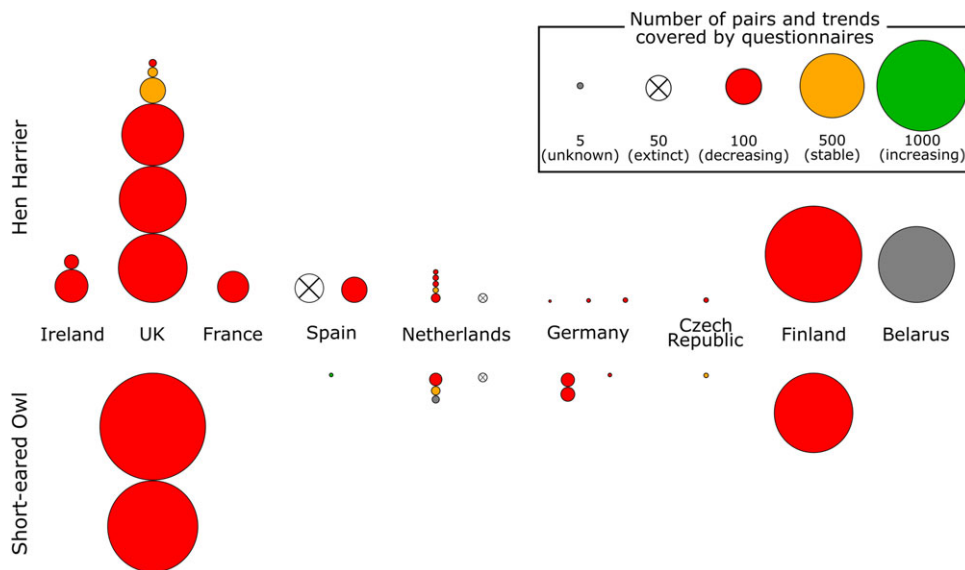 Number of pairs and trends
covered by questionnaires
5
(unknown)
50
(extinct)
100
(decreasing)
500
(stable)
1000
(increasing)
Hen Harrier
Ireland
UK
France
Spain
Netherlands
Germany
Czech
Republic
Finland
Belarus
Short-eared Owl